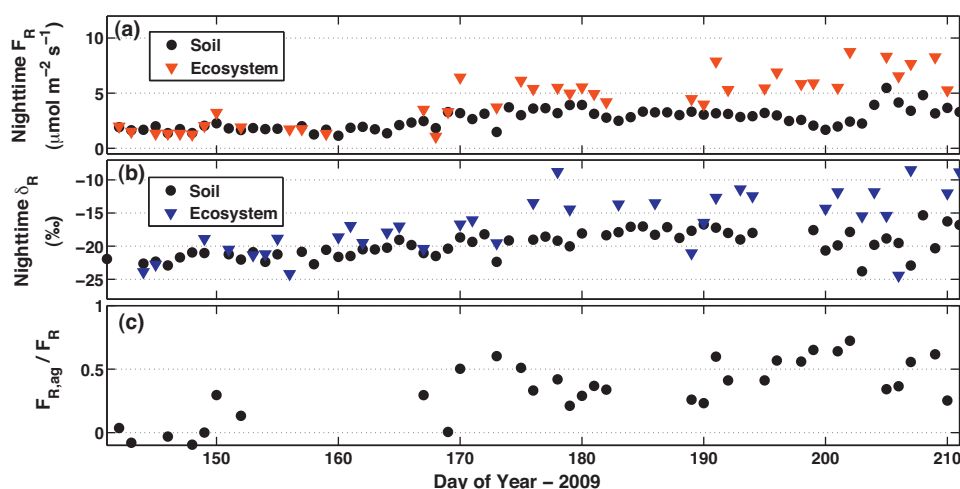 (a)
Nighttime F_R
(μmol m⁻² s⁻¹)
10
5
0
Soil
Ecosystem
(b)
Nighttime δ_R
(‰)
−10
−15
−20
−25
Soil
Ecosystem
(c)
F_R,ag / F_R
1
0.5
0
150 160 170 180 190 200 210
Day of Year – 2009